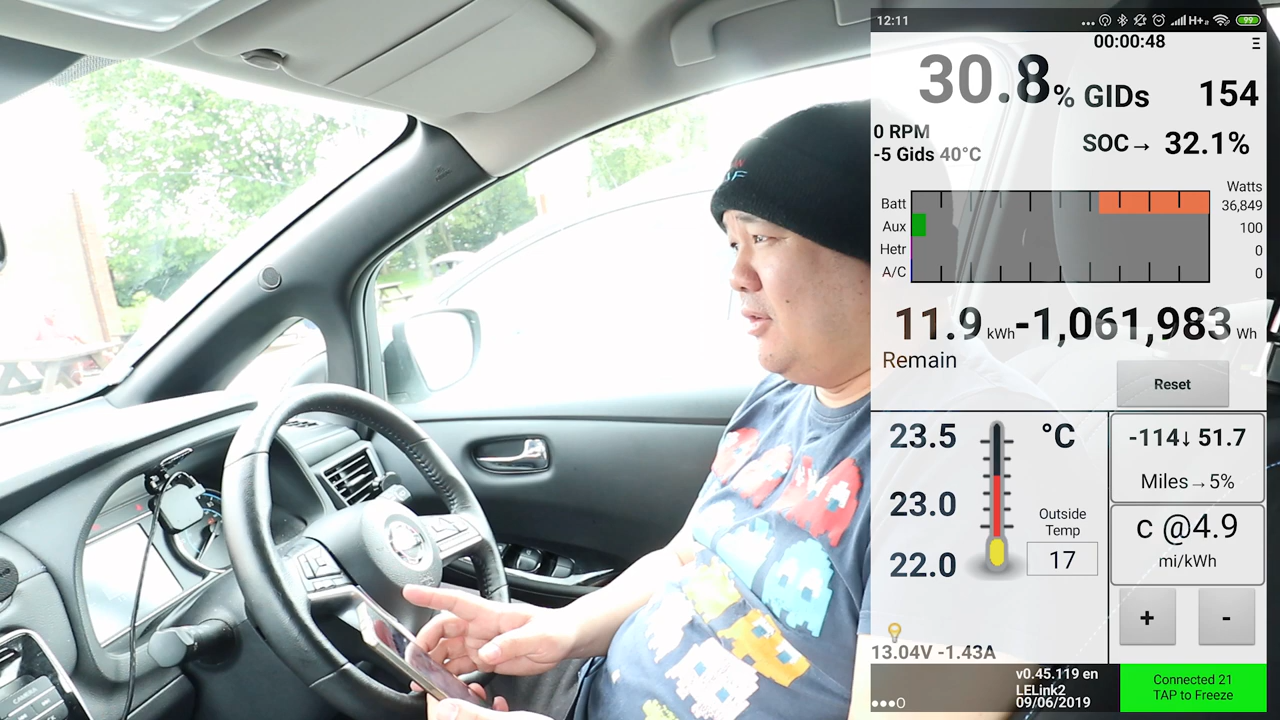 12:11
H+
99
00:00:48
30.8% GIDs 154
0 RPM
-5 Gids 40°C
SOC→ 32.1%
Watts
Batt 36,849
Aux 100
Hetr 0
A/C 0
11.9 kWh -1,061,983 Wh
Remain
Reset
23.5 °C
23.0
22.0
Outside
Temp
17
-114↓ 51.7
Miles→5%
C @4.9
mi/kWh
+ -
13.04V -1.43A
v0.45.119 en
LELink2
09/06/2019
Connected 21
TAP to Freeze